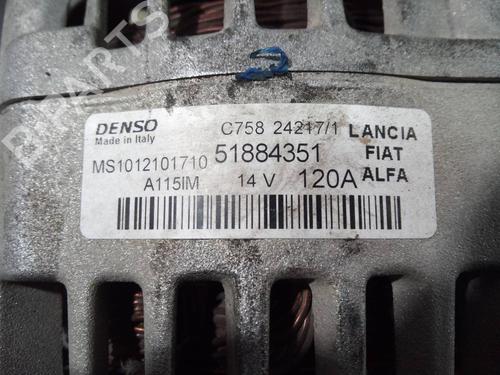 DENSO
Made in Italy
C758 24217/1
LANCIA
FIAT
ALFA
MS1012101710
51884351
A115IM 14 V 120A